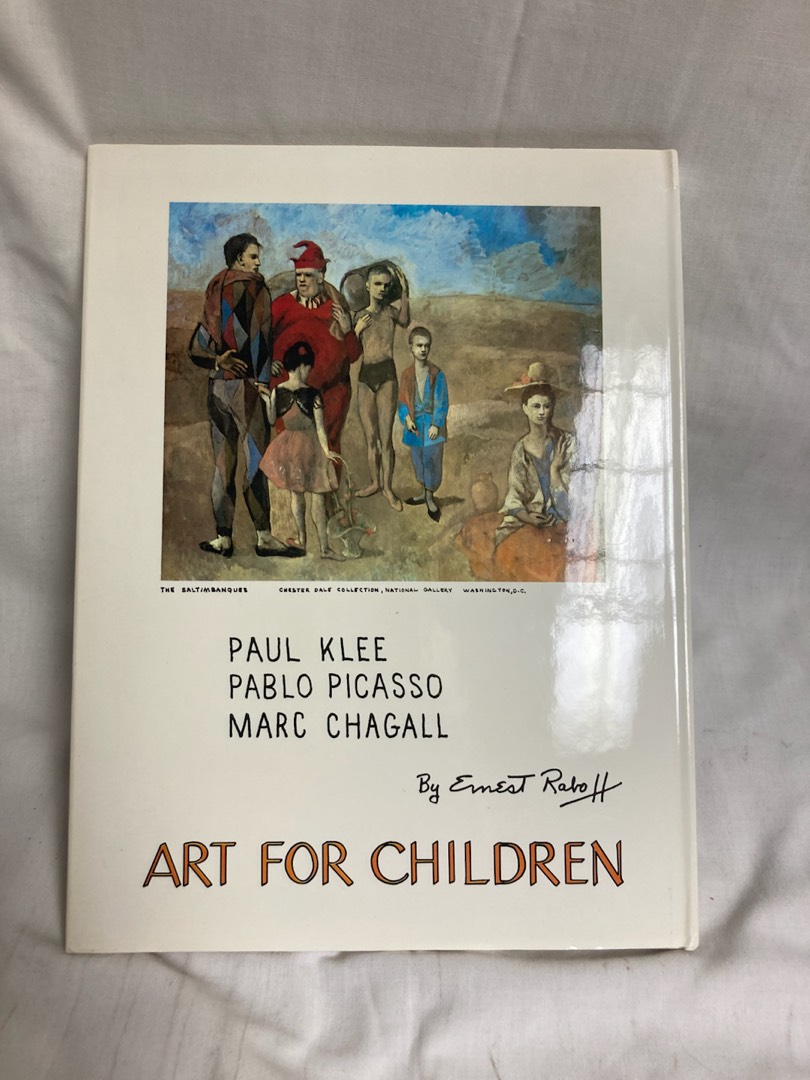 THE SALTIMBANQUES CHESTER DALE COLLECTION, NATIONAL GALLERY WASHINGTON, D.C.
PAUL KLEE
PABLO PICASSO
MARC CHAGALL
By Ernest Raboff
ART FOR CHILDREN